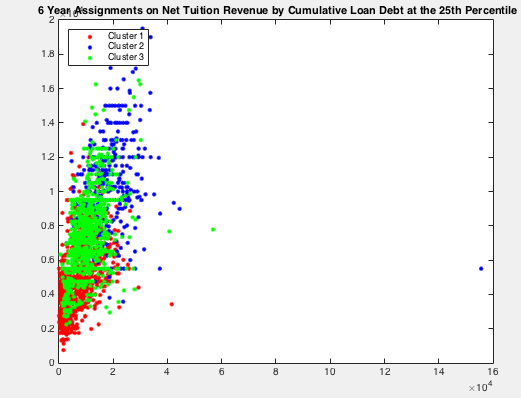 6 Year Assignments on Net Tuition Revenue by Cumulative Loan Debt at the 25th Percentile
2
Cluster 1
Cluster 2
Cluster 3
1.8
1.6
1.4
1.2
1
0.8
0.6
0.4
0.2
0
0 2 4 6 8 10 12 14 16
×10⁴